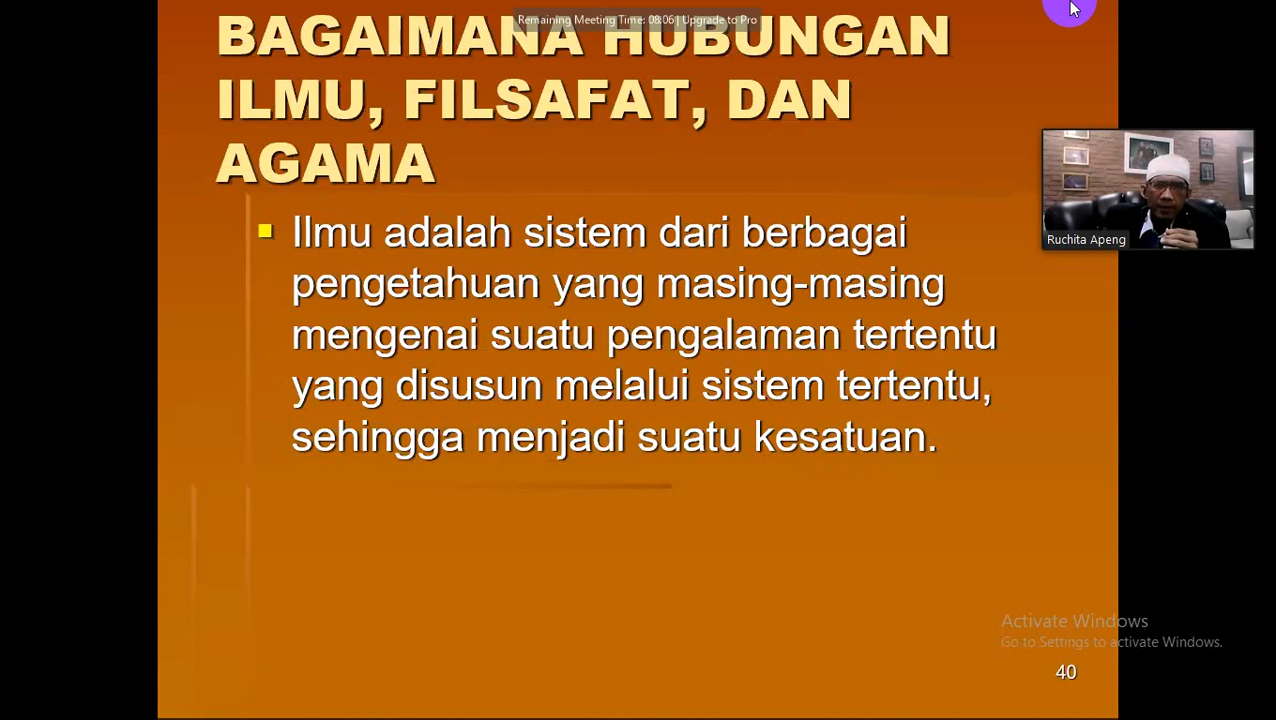 Remaining Meeting Time: 08:06 | Upgrade to Pro
BAGAIMANA HUBUNGAN
ILMU, FILSAFAT, DAN
AGAMA
Ilmu adalah sistem dari berbagai
pengetahuan yang masing-masing
mengenai suatu pengalaman tertentu
yang disusun melalui sistem tertentu,
sehingga menjadi suatu kesatuan.
Ruchita Apeng
Activate Windows
Go to Settings to activate Windows.
40